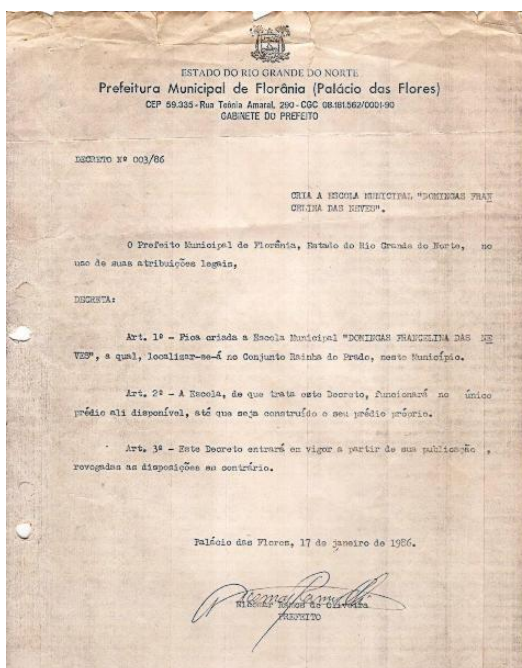 ESTADO DO RIO GRANDE DO NORTE
Prefeitura Municipal de Florânia (Palácio das Flores)
CEP 59.335 - Rua Teônia Amaral, 290 - CGC 08.181.562/0001-90
GABINETE DO PREFEITO
DECRETO Nº 003/86
CRIA A ESCOLA MUNICIPAL "DOMINGAS FRAN
CELINA DAS NEVES".
O Prefeito Municipal de Florânia, Estado do Rio Grande do Norte, no
uso de suas atribuições legais,
DECRETA:
Art. 1º - Fica criada a Escola Municipal "DOMINGAS FRANCELINA DAS NE
VES", a qual, localizar-se-á no Conjunto Rainha do Prado, neste Município.
Art. 2º - A Escola, de que trata este Decreto, funcionará no único
prédio ali disponível, até que seja construído o seu prédio próprio.
Art. 3º - Este Decreto entrará em vigor a partir de sua publicação ,
revogadas as disposições em contrário.
Palácio das Flores, 17 de janeiro de 1986.
de Oliveira
PREFEITO